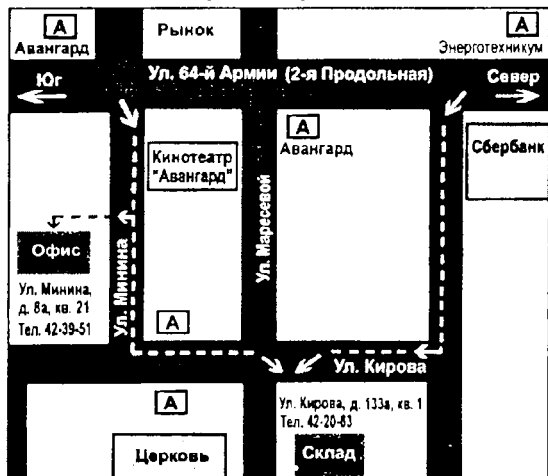 А
Авангард
Рынок
А
Энерготехникум
Юг
Ул. 64-й Армии (2-я Продольная)
Север
А
Авангард
Сбербанк
Кинотеатр
"Авангард"
Офис
Ул. Минина,
д. 8а, кв. 21
Тел. 42-39-51
Ул. Минина
Ул. Маресевой
А
Ул. Кирова
А
Ул. Кирова, д. 133а, кв. 1
Тел. 42-20-63
Церковь
Склад